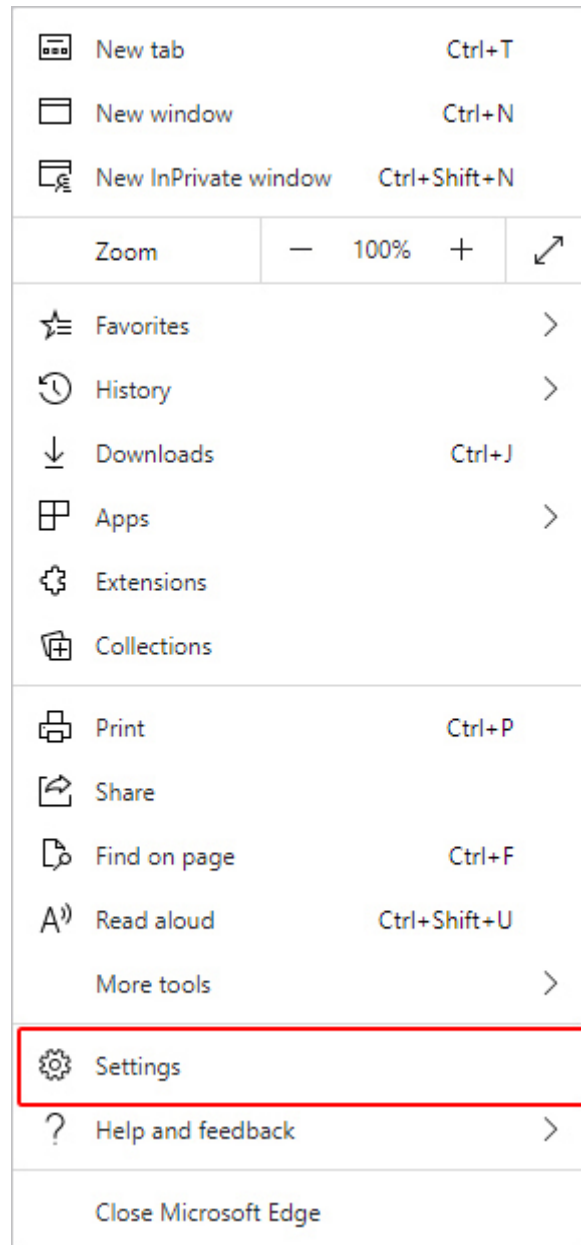 New tab Ctrl+T
New window Ctrl+N
New InPrivate window Ctrl+Shift+N
Zoom — 100% +
Favorites
History
Downloads Ctrl+J
Apps
Extensions
Collections
Print Ctrl+P
Share
Find on page Ctrl+F
Read aloud Ctrl+Shift+U
More tools
Settings
Help and feedback
Close Microsoft Edge